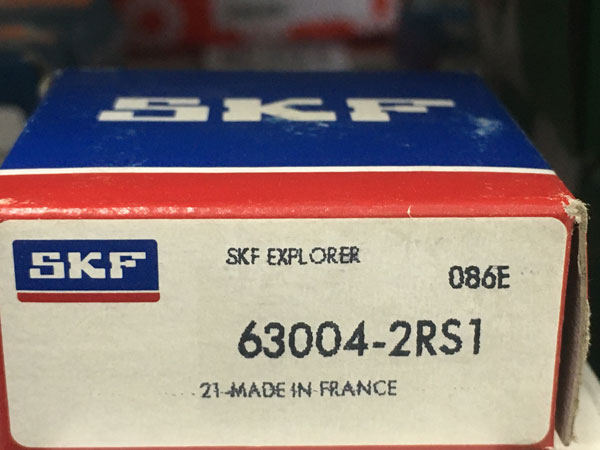 SKF
SKF
SKF EXPLORER
086E
63004-2RS1
21-MADE IN FRANCE